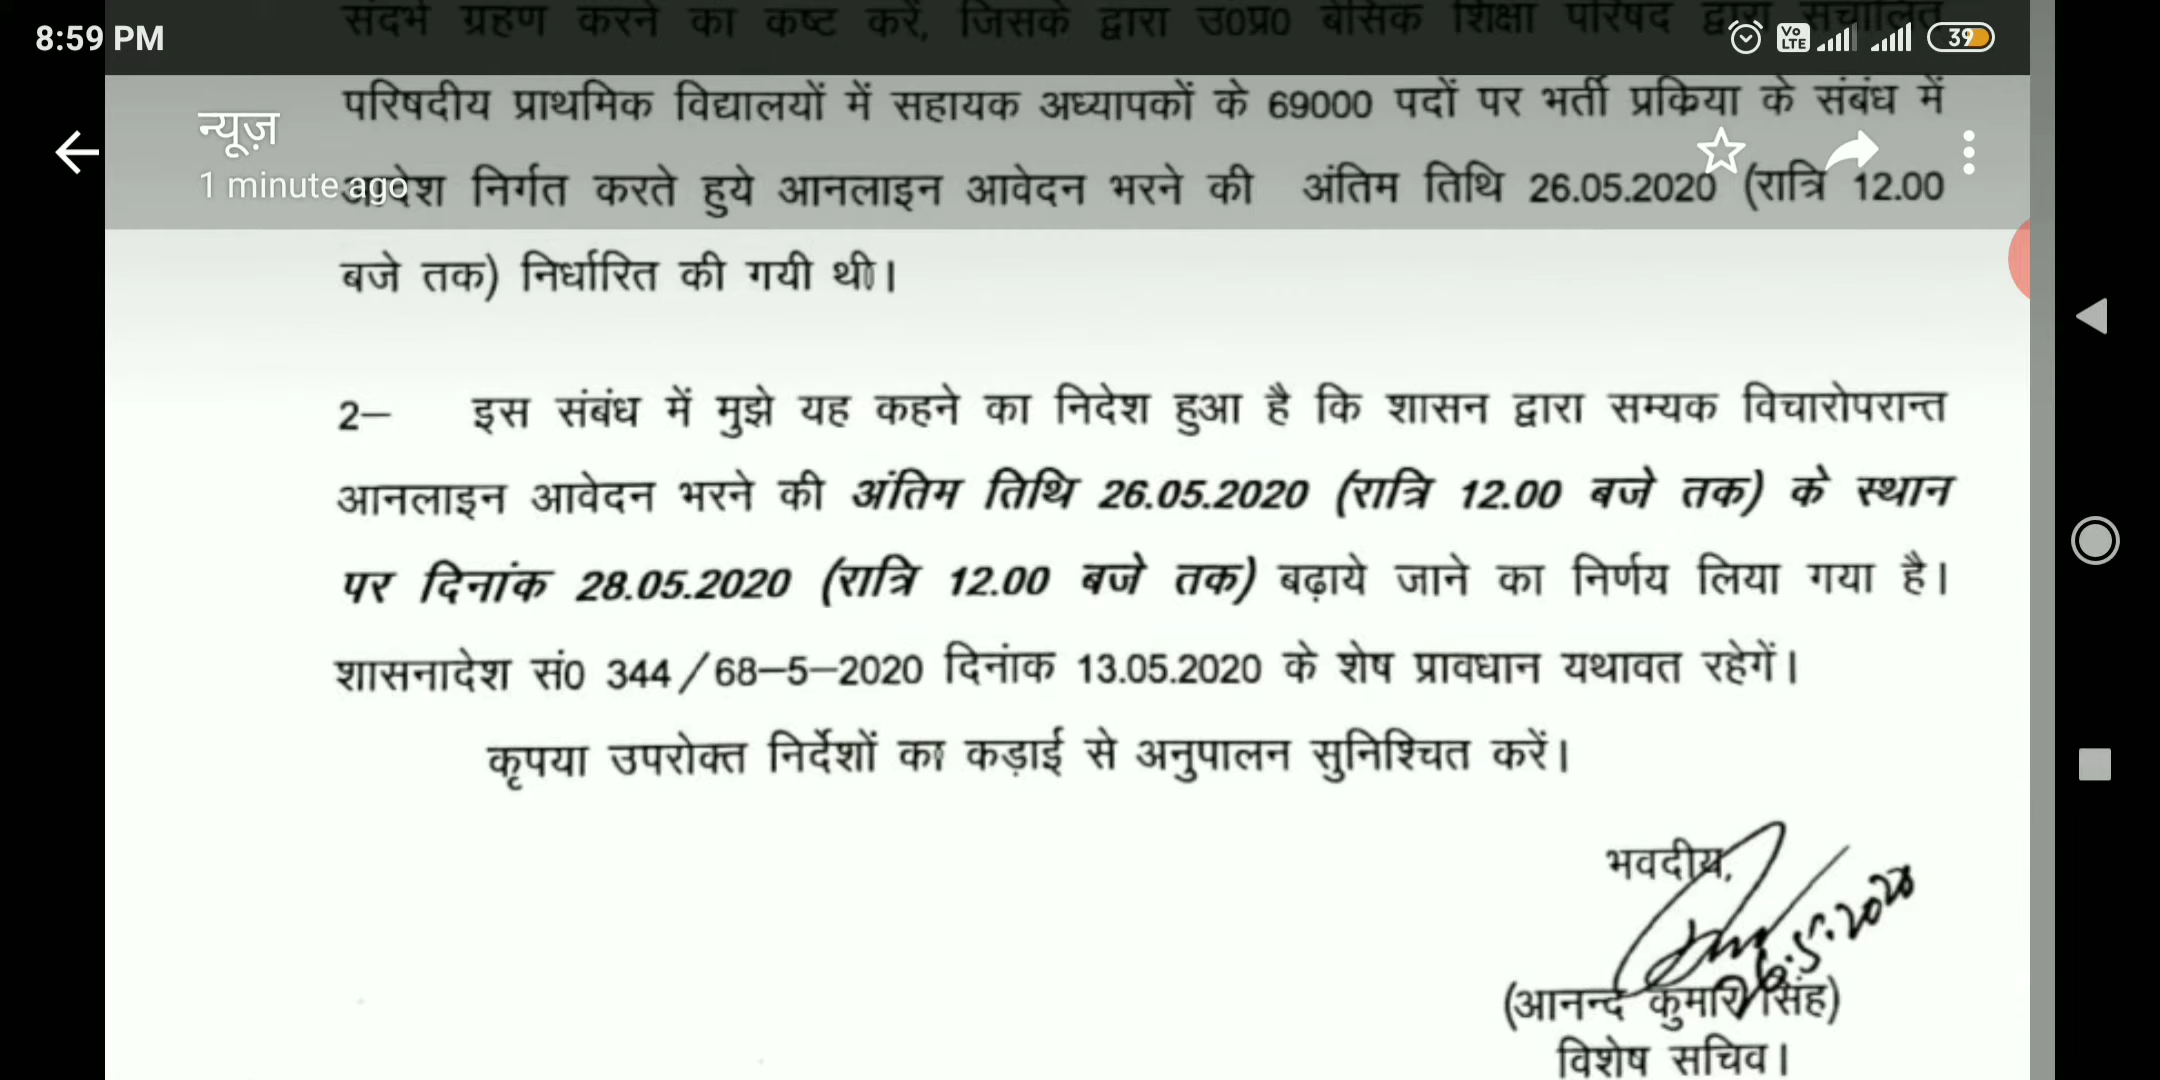 8:59 PM
39
संदर्भ ग्रहण करने का कष्ट करें, जिसके द्वारा उ0प्र0 बेसिक शिक्षा परिषद द्वारा संचालित
न्यूज़
1 minute ago
परिषदीय प्राथमिक विद्यालयों में सहायक अध्यापकों के 69000 पदों पर भर्ती प्रक्रिया के संबंध में
आदेश निर्गत करते हुये आनलाइन आवेदन भरने की अंतिम तिथि 26.05.2020 (रात्रि 12.00
बजे तक) निर्धारित की गयी थी।
2– इस संबंध में मुझे यह कहने का निदेश हुआ है कि शासन द्वारा सम्यक विचारोपरान्त
आनलाइन आवेदन भरने की अंतिम तिथि 26.05.2020 (रात्रि 12.00 बजे तक) के स्थान
पर दिनांक 28.05.2020 (रात्रि 12.00 बजे तक) बढ़ाये जाने का निर्णय लिया गया है।
शासनादेश सं0 344/68–5–2020 दिनांक 13.05.2020 के शेष प्रावधान यथावत रहेगें।
कृपया उपरोक्त निर्देशों का कड़ाई से अनुपालन सुनिश्चित करें।
भवदीय,
26.5.2020
(आनन्द कुमार सिंह)
विशेष सचिव।